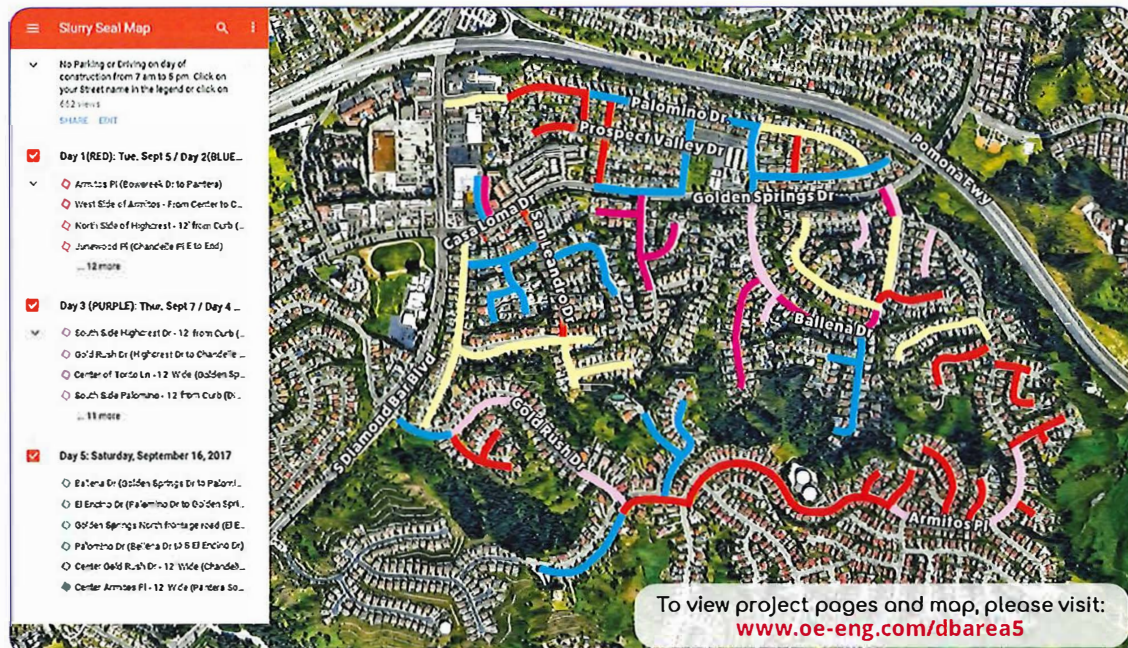 Slurry Seal Map
No Parking or Driving on day of
construction from 7 am to 5 pm. Click on
your Street name in the legend or click on
662 views
SHARE EDIT
Day 1(RED): Tue, Sept 5 / Day 2(BLUE...
Armitos Pl (Bowcreek Dr to Pantera)
West Side of Armitos - From Center to C...
North Side of Highcrest - 12' from Curb (...
Junewood Pl (Chandelle Pl E to End)
... 12 more
Day 3 (PURPLE): Thur, Sept 7 / Day 4 ...
South Side Highcrest Dr - 12 from Curb (...
Gold Rush Dr (Highcrest Dr to Chandelle ...
Center of Torito Ln - 12 Wide (Golden Sp...
South Side Palomino - 12 from Curb (Di...
... 11 more
Day 5: Saturday, September 16, 2017
Ballena Dr (Golden Springs Dr to Palomi...
El Encino Dr (Palomino Dr to Golden Spri...
Golden Springs North frontage road (El E...
Palomino Dr (Ballena Dr to S El Encino Dr)
Center Gold Rush Dr - 12 Wide (Chandell...
Center Armitos Pl - 12 Wide (Pantera So...
Palomino Dr
Prospect Valley Dr
Pomona Fwy
Golden Springs Dr
Casa Loma Dr
San Leandro Dr
Ballena Dr
S Diamond Bar Blvd
Gold Rush Dr
Armitos Pl
To view project pages and map, please visit:
www.oe-eng.com/dbarea5